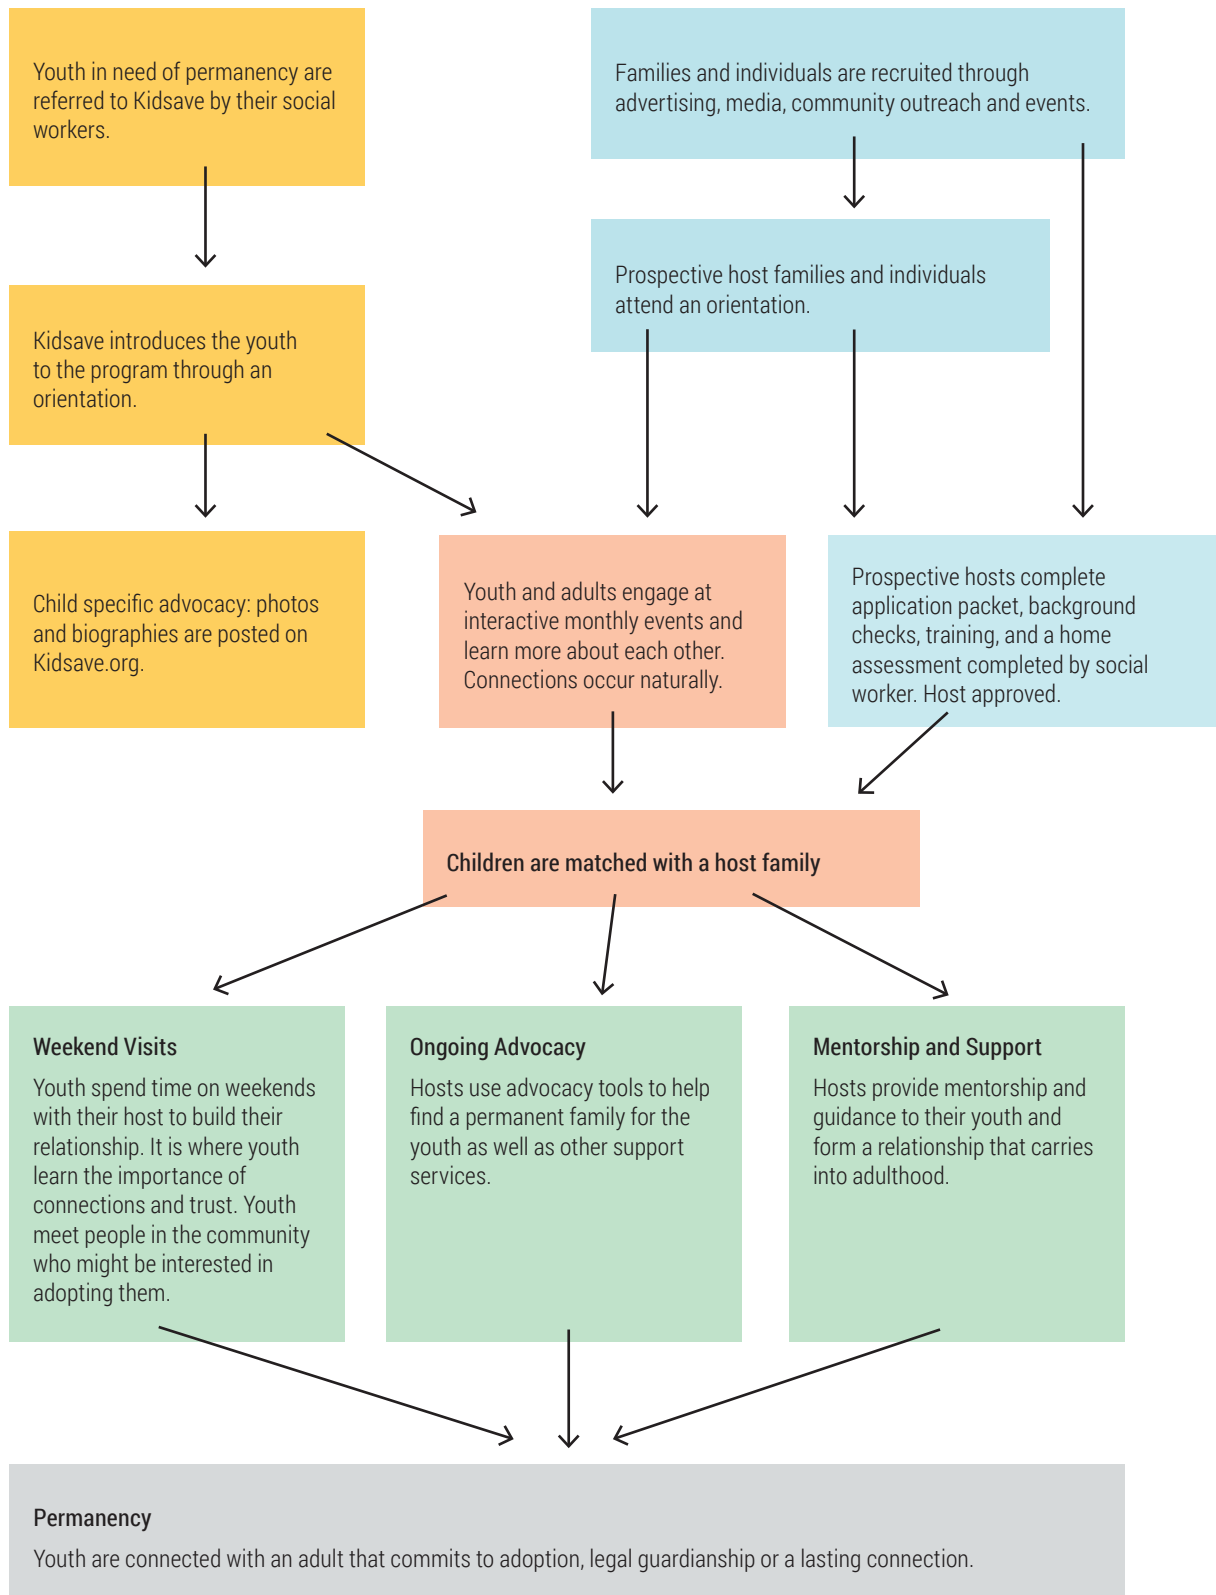 Youth in need of permanency are
referred to Kidsave by their social
workers.
Families and individuals are recruited through
advertising, media, community outreach and events.
Prospective host families and individuals
attend an orientation.
Kidsave introduces the youth
to the program through an
orientation.
Child specific advocacy: photos
and biographies are posted on
Kidsave.org.
Youth and adults engage at
interactive monthly events and
learn more about each other.
Connections occur naturally.
Prospective hosts complete
application packet, background
checks, training, and a home
assessment completed by social
worker. Host approved.
Children are matched with a host family
Weekend Visits
Youth spend time on weekends
with their host to build their
relationship. It is where youth
learn the importance of
connections and trust. Youth
meet people in the community
who might be interested in
adopting them.
Ongoing Advocacy
Hosts use advocacy tools to help
find a permanent family for the
youth as well as other support
services.
Mentorship and Support
Hosts provide mentorship and
guidance to their youth and
form a relationship that carries
into adulthood.
Permanency
Youth are connected with an adult that commits to adoption, legal guardianship or a lasting connection.